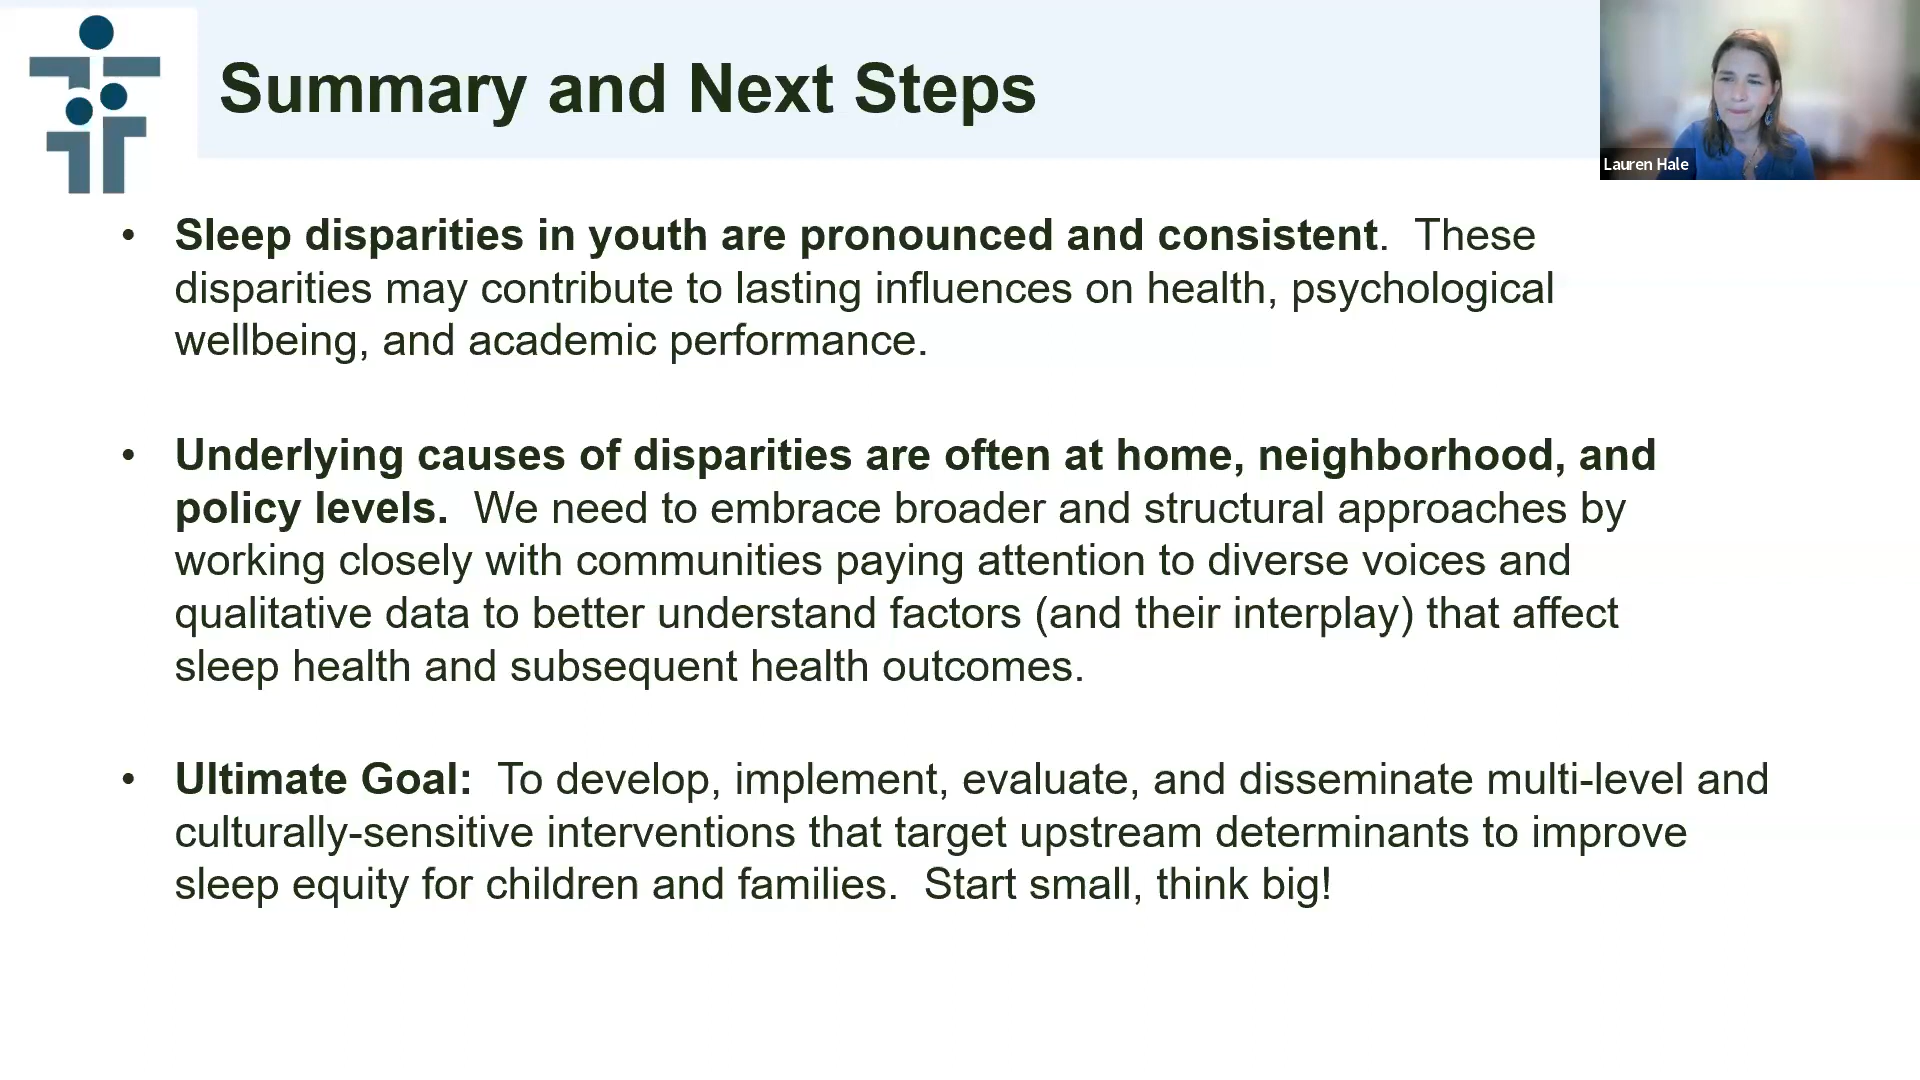 Summary and Next Steps
Lauren Hale
• Sleep disparities in youth are pronounced and consistent.  These
disparities may contribute to lasting influences on health, psychological
wellbeing, and academic performance.
• Underlying causes of disparities are often at home, neighborhood, and
policy levels.  We need to embrace broader and structural approaches by
working closely with communities paying attention to diverse voices and
qualitative data to better understand factors (and their interplay) that affect
sleep health and subsequent health outcomes.
• Ultimate Goal:  To develop, implement, evaluate, and disseminate multi-level and
culturally-sensitive interventions that target upstream determinants to improve
sleep equity for children and families.  Start small, think big!